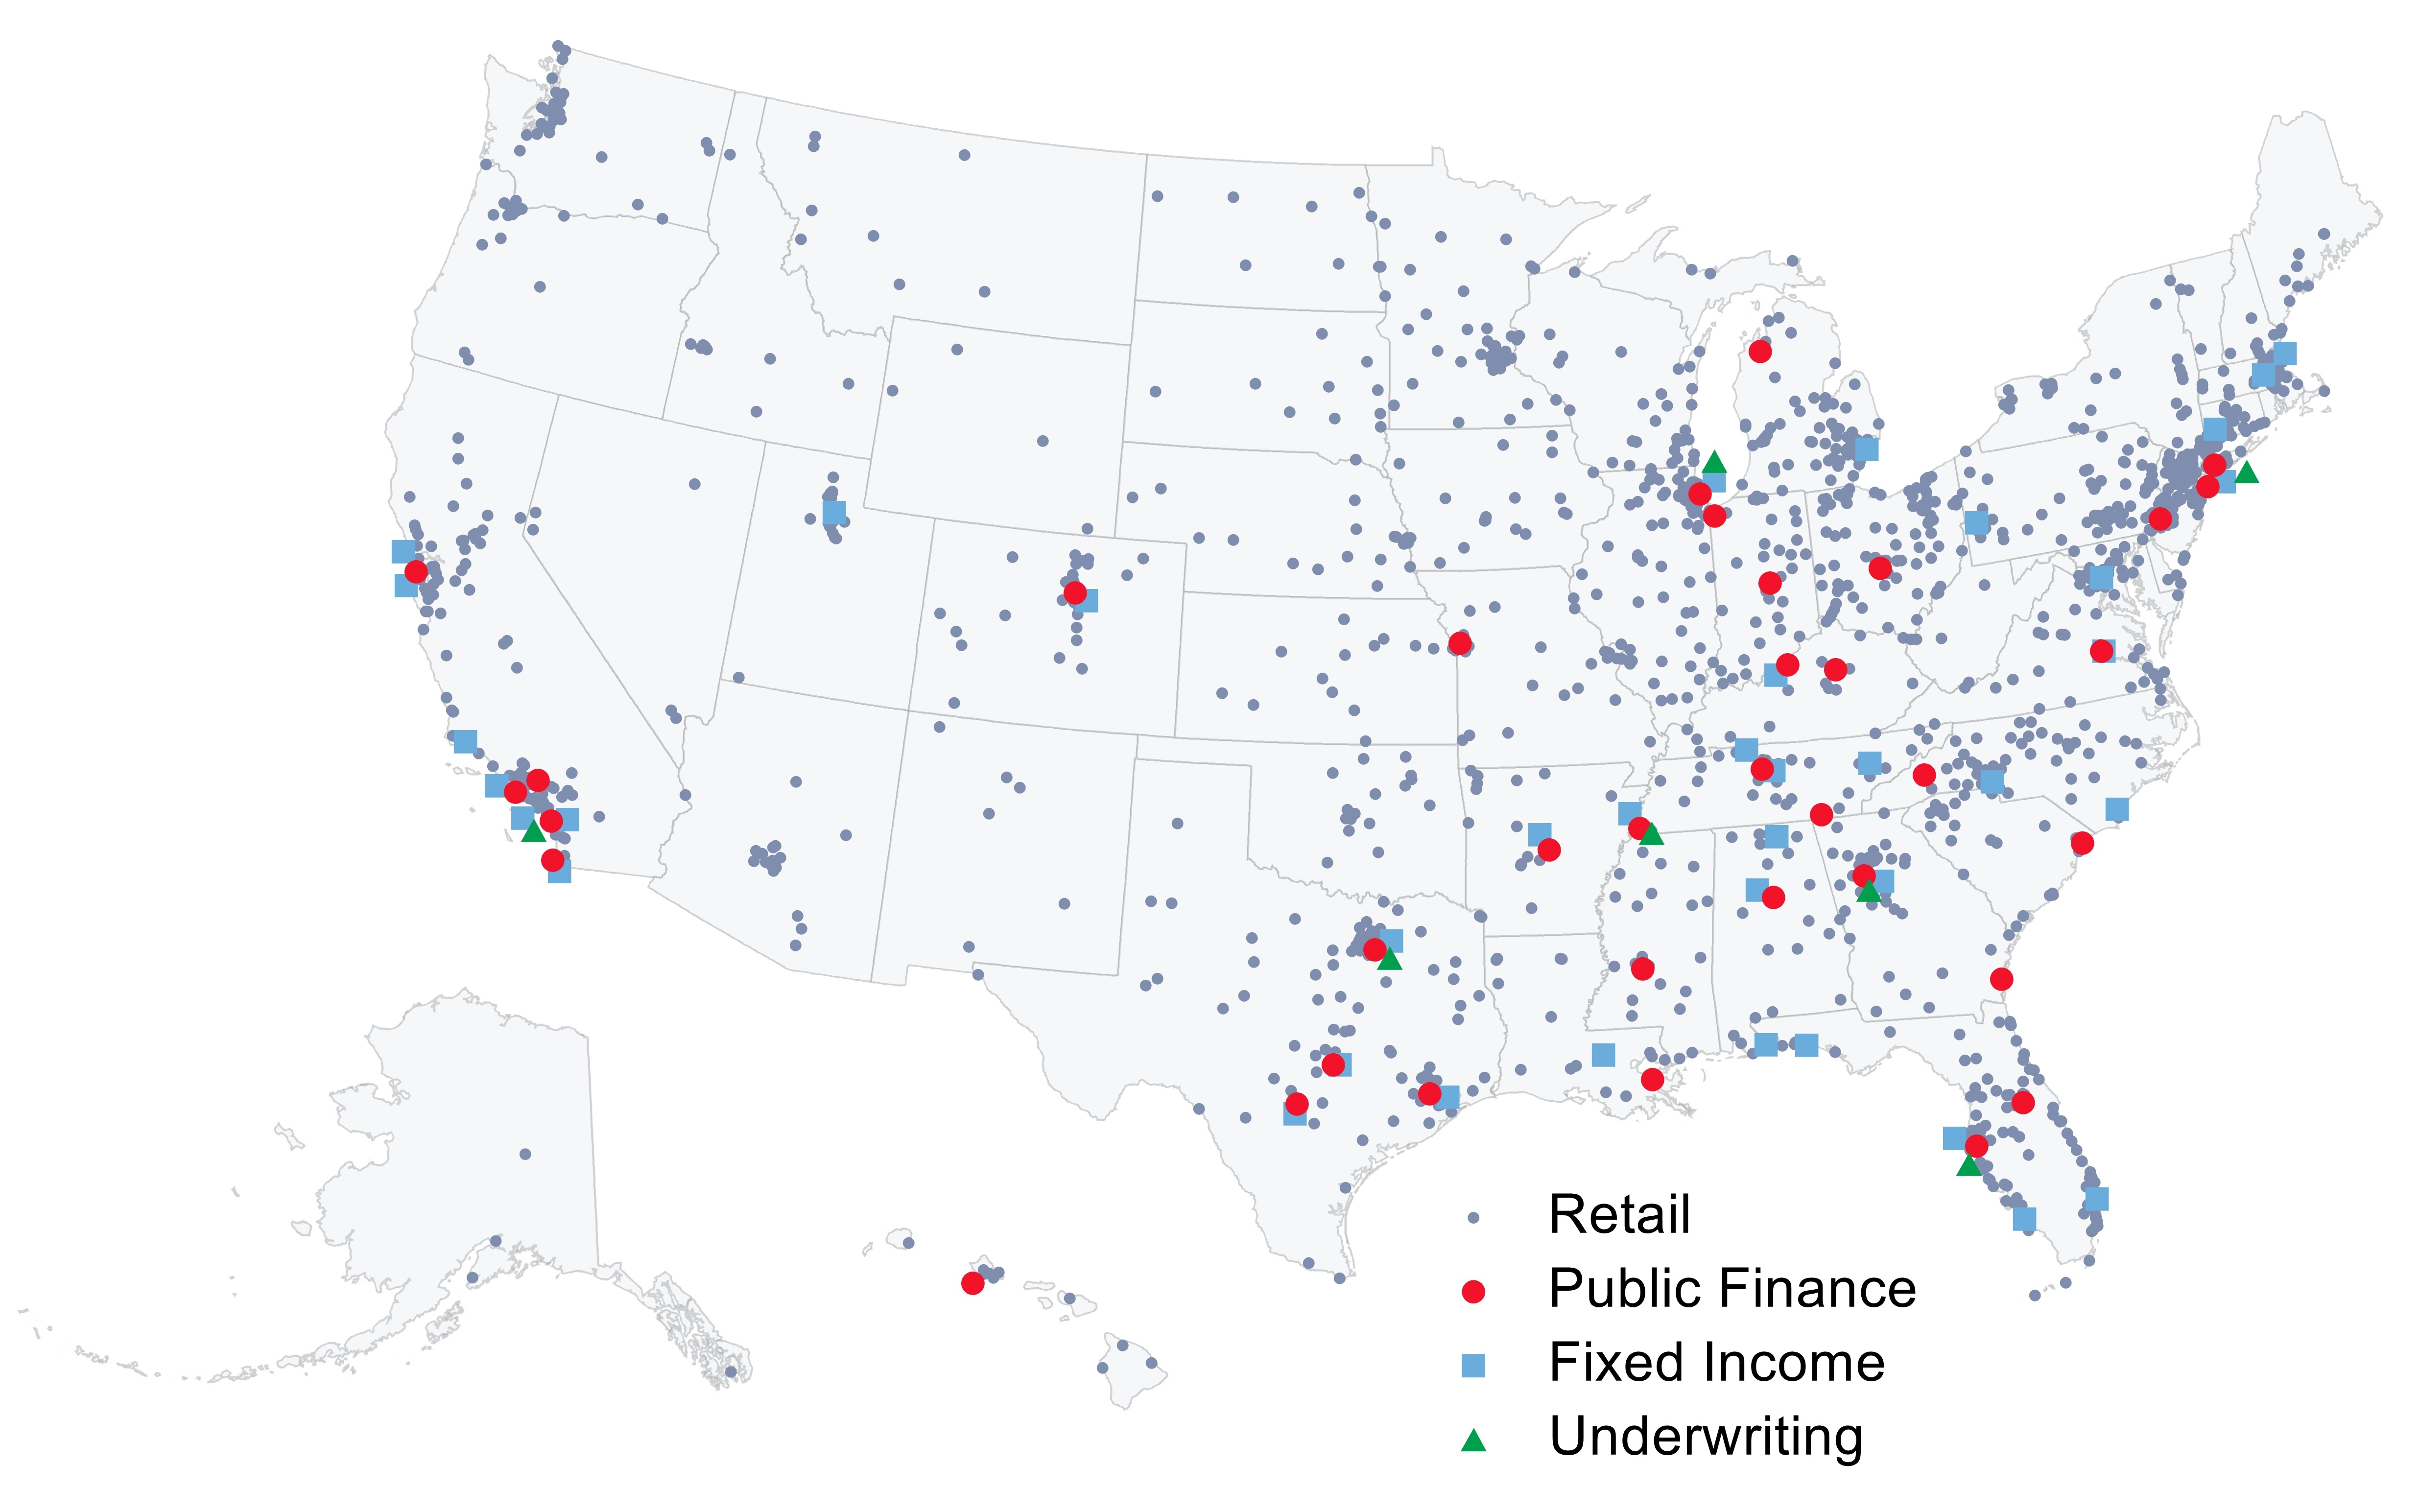 Retail
Public Finance
Fixed Income
Underwriting